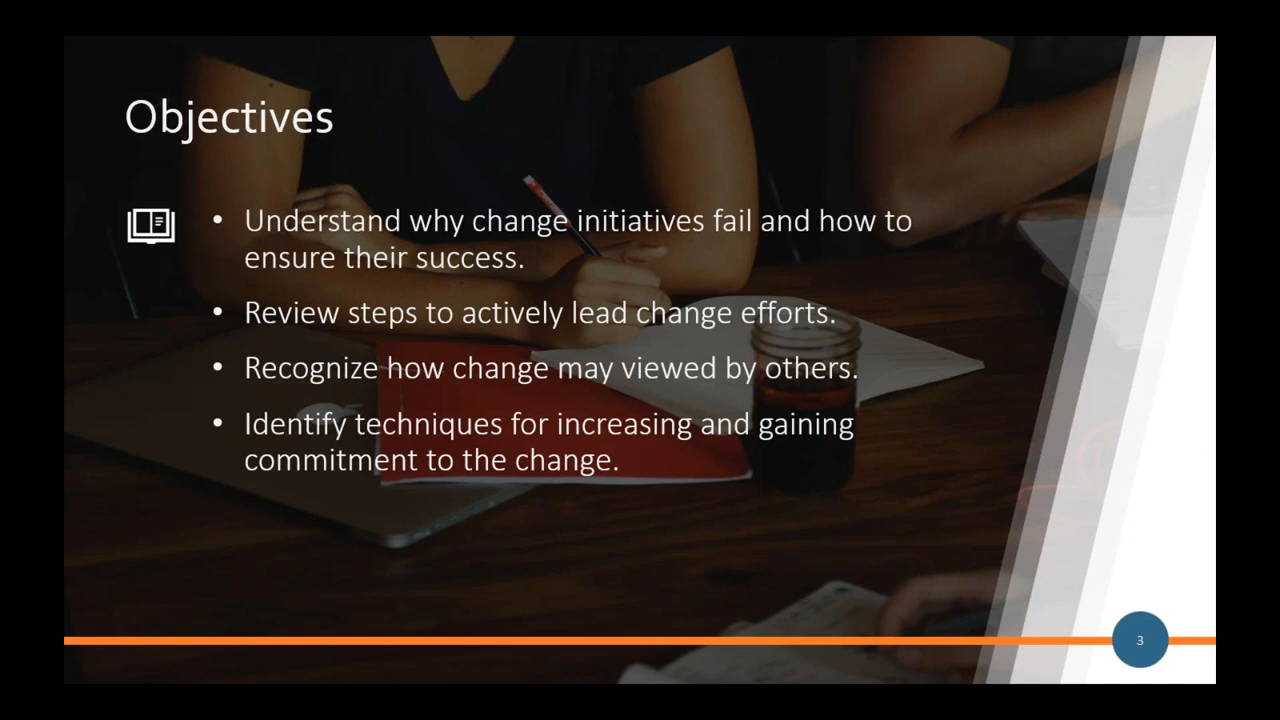 Objectives
• Understand why change initiatives fail and how to
ensure their success.
• Review steps to actively lead change efforts.
• Recognize how change may viewed by others.
• Identify techniques for increasing and gaining
commitment to the change.
3